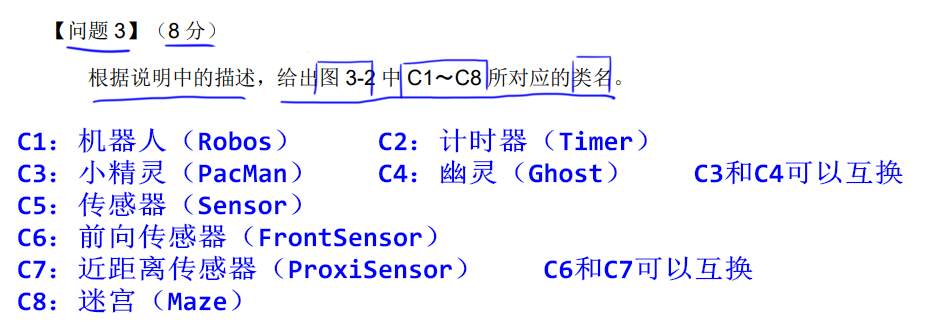 【问题 3】（8 分）
根据说明中的描述，给出图 3-2 中 C1～C8 所对应的类名。
C1：机器人（Robos） C2：计时器（Timer）
C3：小精灵（PacMan） C4：幽灵（Ghost） C3和C4可以互换
C5：传感器（Sensor）
C6：前向传感器（FrontSensor）
C7：近距离传感器（ProxiSensor） C6和C7可以互换
C8：迷宫（Maze）